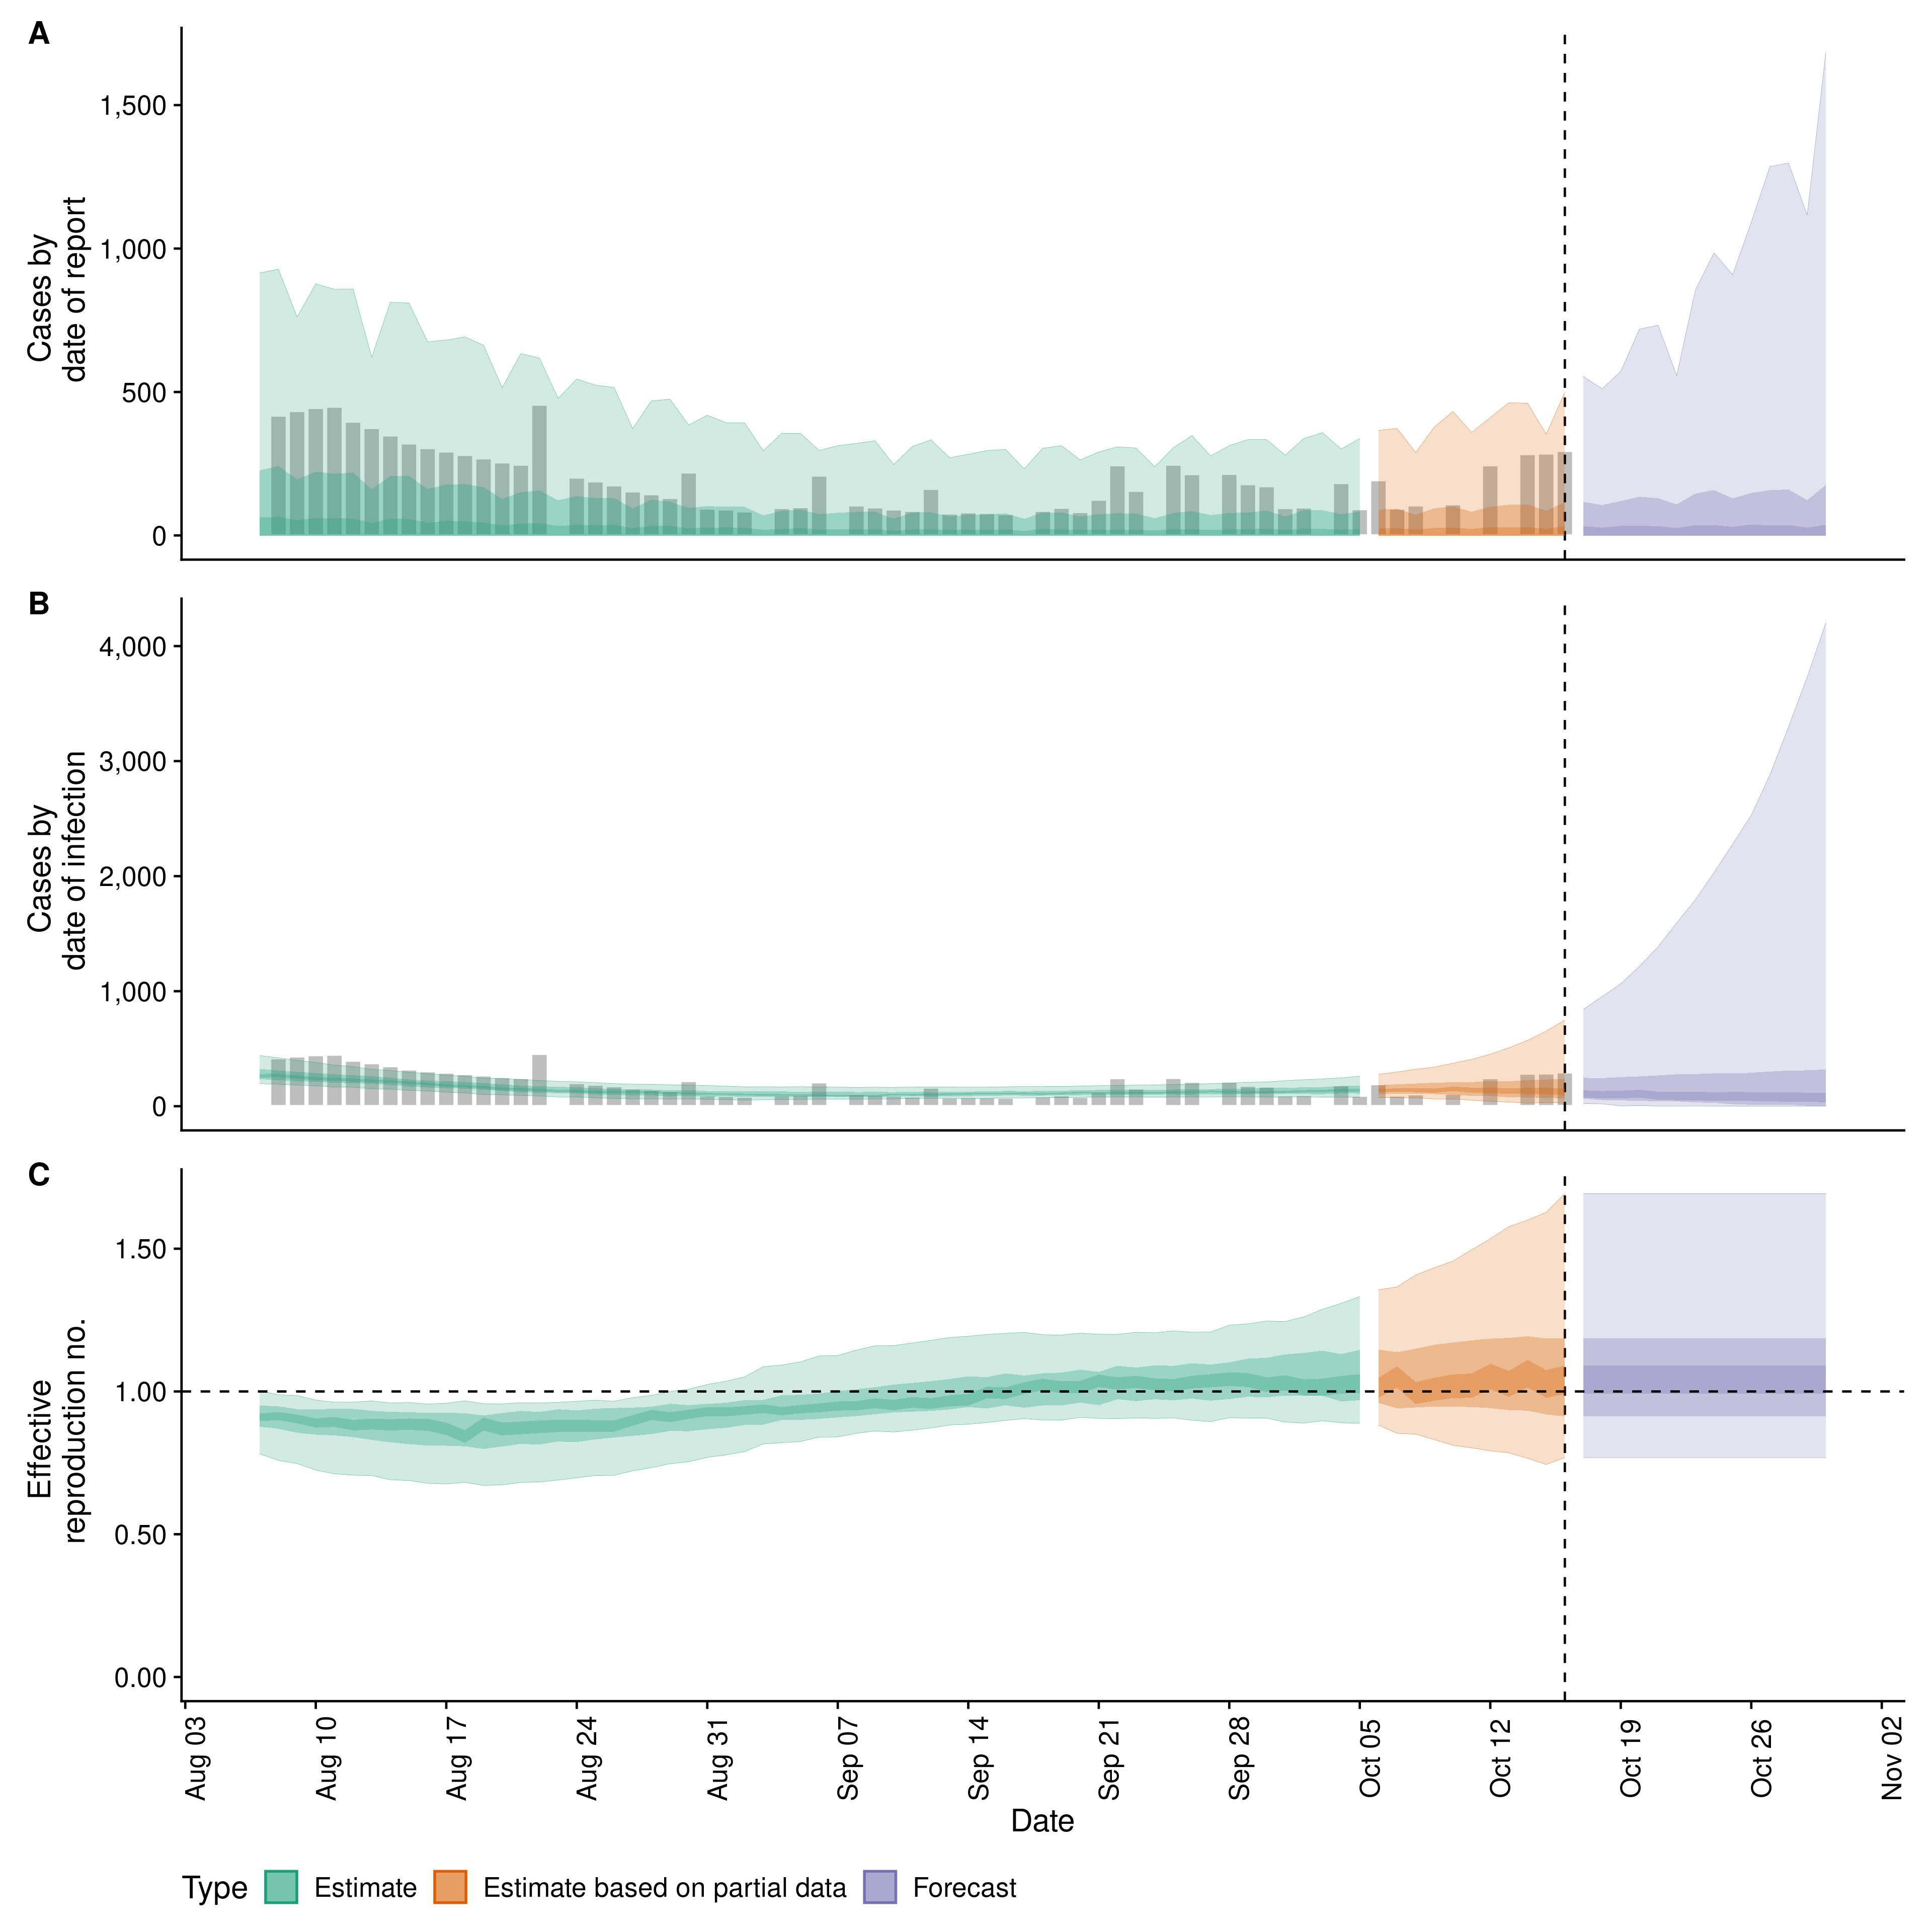 A
Cases by
date of report
1,500
1,000
500
0
B
Cases by
date of infection
4,000
3,000
2,000
1,000
0
C
Effective
reproduction no.
1.50
1.00
0.50
0.00
Aug 03
Aug 10
Aug 17
Aug 24
Aug 31
Sep 07
Sep 14
Sep 21
Sep 28
Oct 05
Oct 12
Oct 19
Oct 26
Nov 02
Date
Type Estimate Estimate based on partial data Forecast